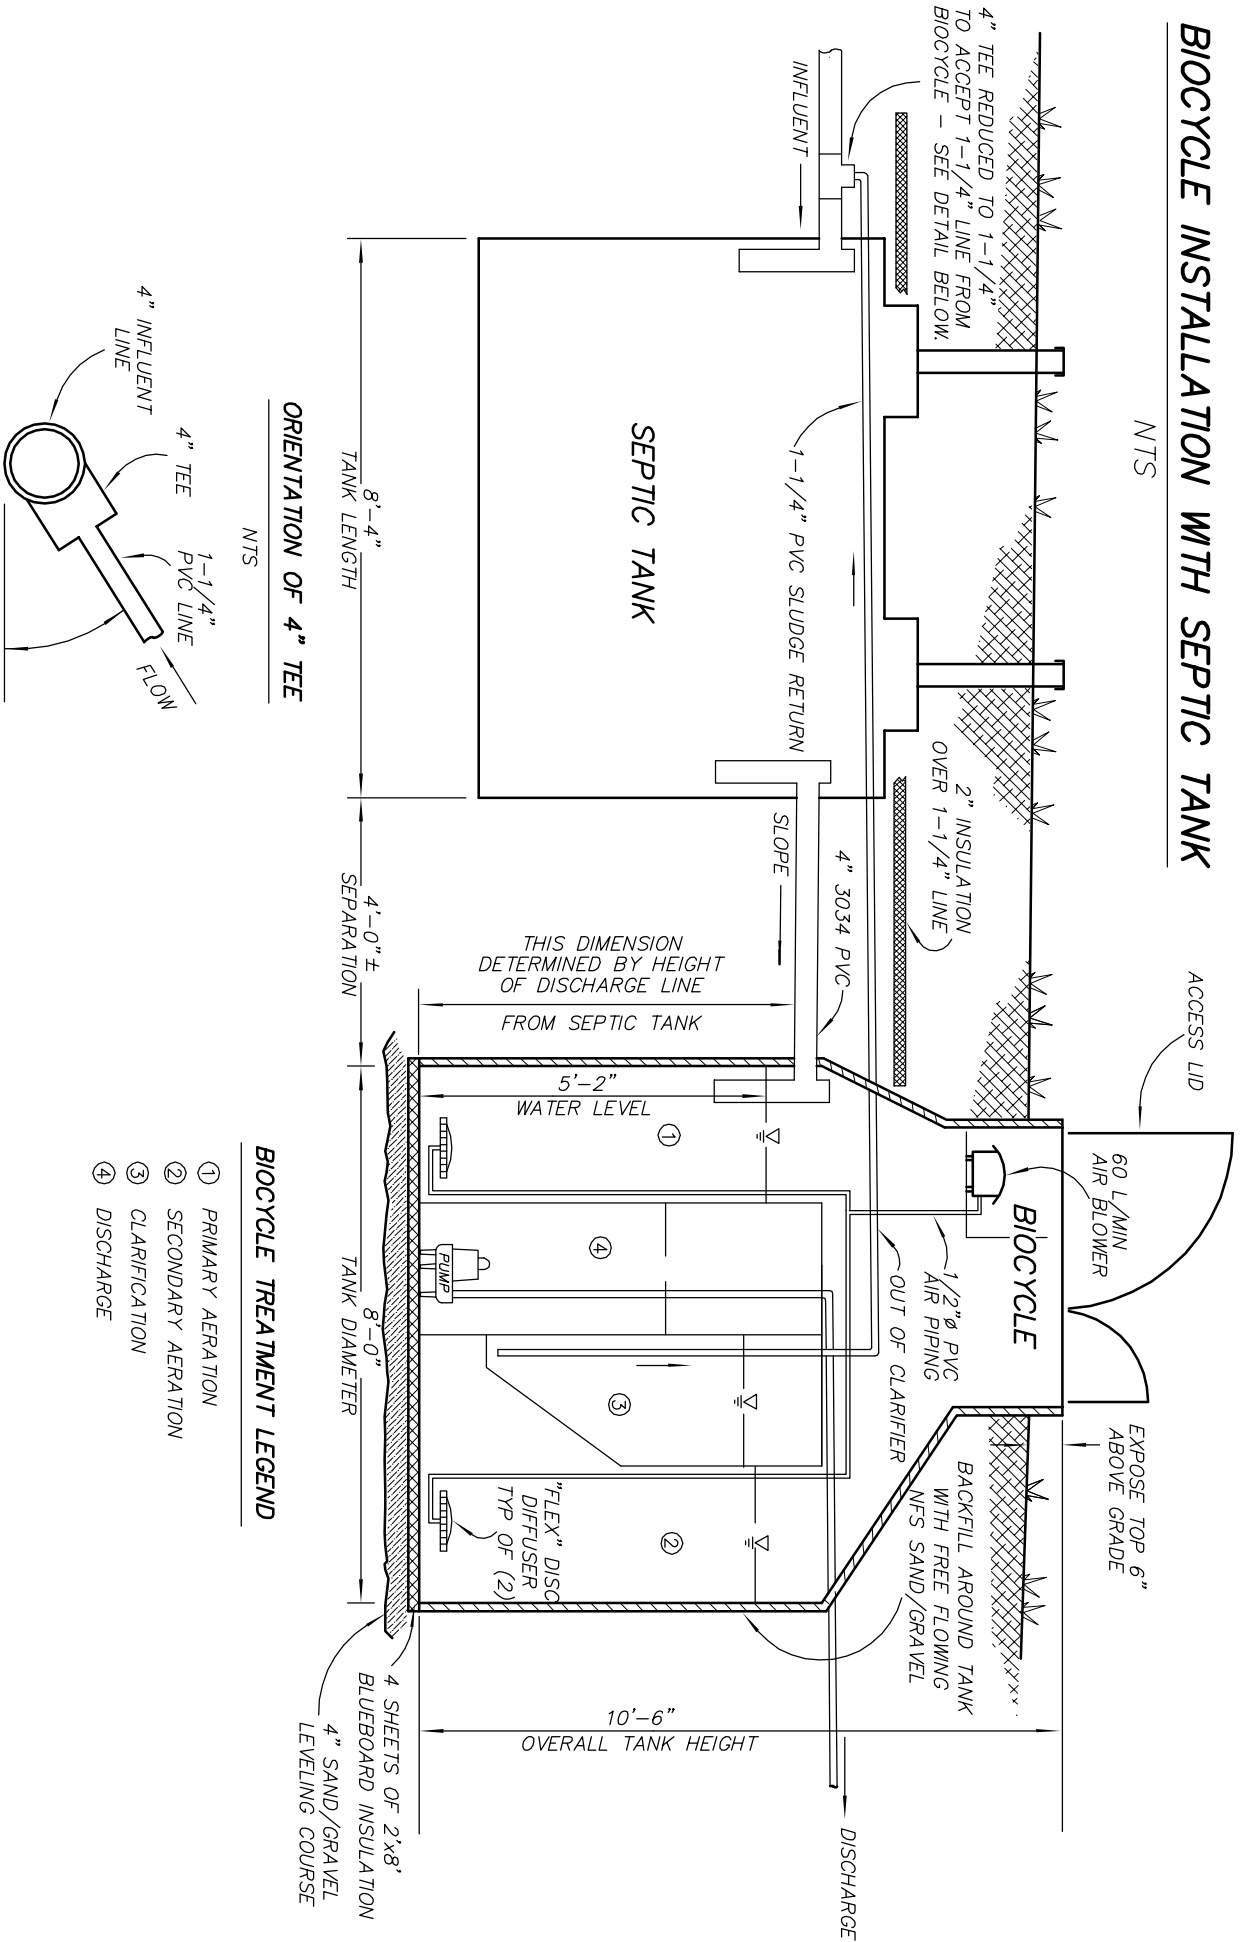 BIOCYCLE INSTALLATION WITH SEPTIC TANK
NTS
4" TEE REDUCED TO 1-1/4"
TO ACCEPT 1-1/4" LINE FROM
BIOCYCLE - SEE DETAIL BELOW.
INFLUENT
1-1/4" PVC SLUDGE RETURN
SEPTIC TANK
8'-4"
TANK LENGTH
2" INSULATION
OVER 1-1/4" LINE
4" 3034 PVC
SLOPE
4'-0"±
SEPARATION
THIS DIMENSION
DETERMINED BY HEIGHT
OF DISCHARGE LINE
FROM SEPTIC TANK
ACCESS LID
60 L/MIN
AIR BLOWER
BIOCYCLE
1/2"ø PVC
AIR PIPING
OUT OF CLARIFIER
EXPOSE TOP 6"
ABOVE GRADE
BACKFILL AROUND TANK
WITH FREE FLOWING
NFS SAND/GRAVEL
5'-2"
WATER LEVEL
1
4
PUMP
3
2
"FLEX" DISC
DIFFUSER
TYP OF (2)
8'-0"
TANK DIAMETER
10'-6"
OVERALL TANK HEIGHT
DISCHARGE
4 SHEETS OF 2'x8'
BLUEBOARD INSULATION
4" SAND/GRAVEL
LEVELING COURSE
ORIENTATION OF 4" TEE
NTS
4" INFLUENT
LINE
4" TEE
1-1/4"
PVC LINE
FLOW
BIOCYCLE TREATMENT LEGEND
1 PRIMARY AERATION
2 SECONDARY AERATION
3 CLARIFICATION
4 DISCHARGE